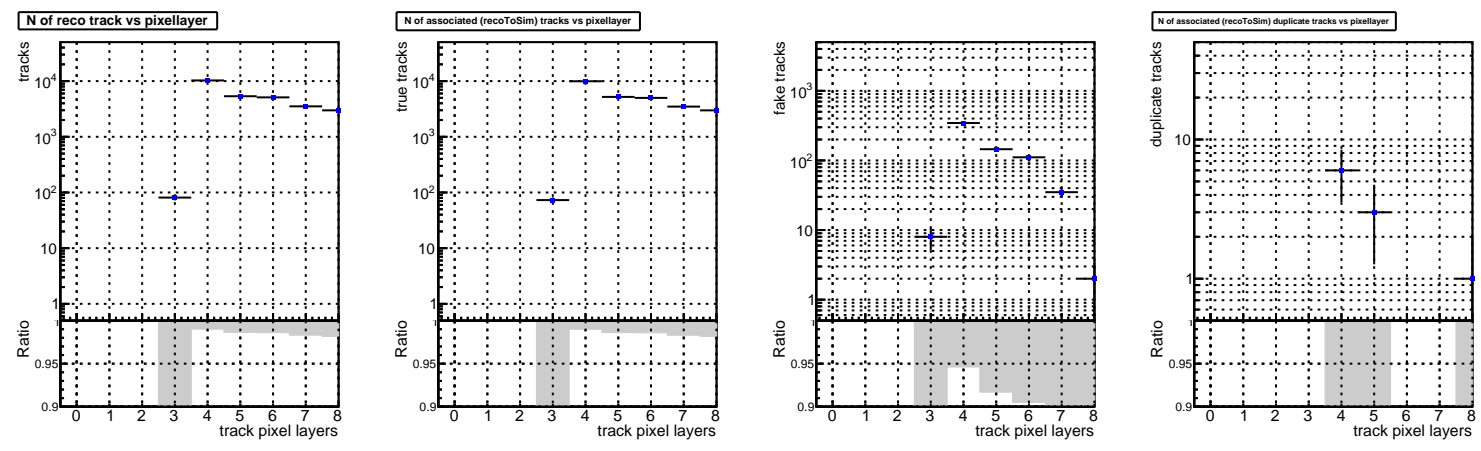 N of reco track vs pixellayer
tracks
10⁴
10³
10²
10
1
Ratio
1
0.95
0.9
0 1 2 3 4 5 6 7 8
track pixel layers
N of associated (recoToSim) tracks vs pixellayer
true tracks
10⁴
10³
10²
10
1
Ratio
1
0.95
0.9
0 1 2 3 4 5 6 7 8
track pixel layers
fake tracks
10³
10²
10
1
Ratio
1
0.95
0.9
0 1 2 3 4 5 6 7 8
track pixel layers
N of associated (recoToSim) duplicate tracks vs pixellayer
duplicate tracks
10
1
Ratio
1
0.95
0.9
0 1 2 3 4 5 6 7 8
track pixel layers